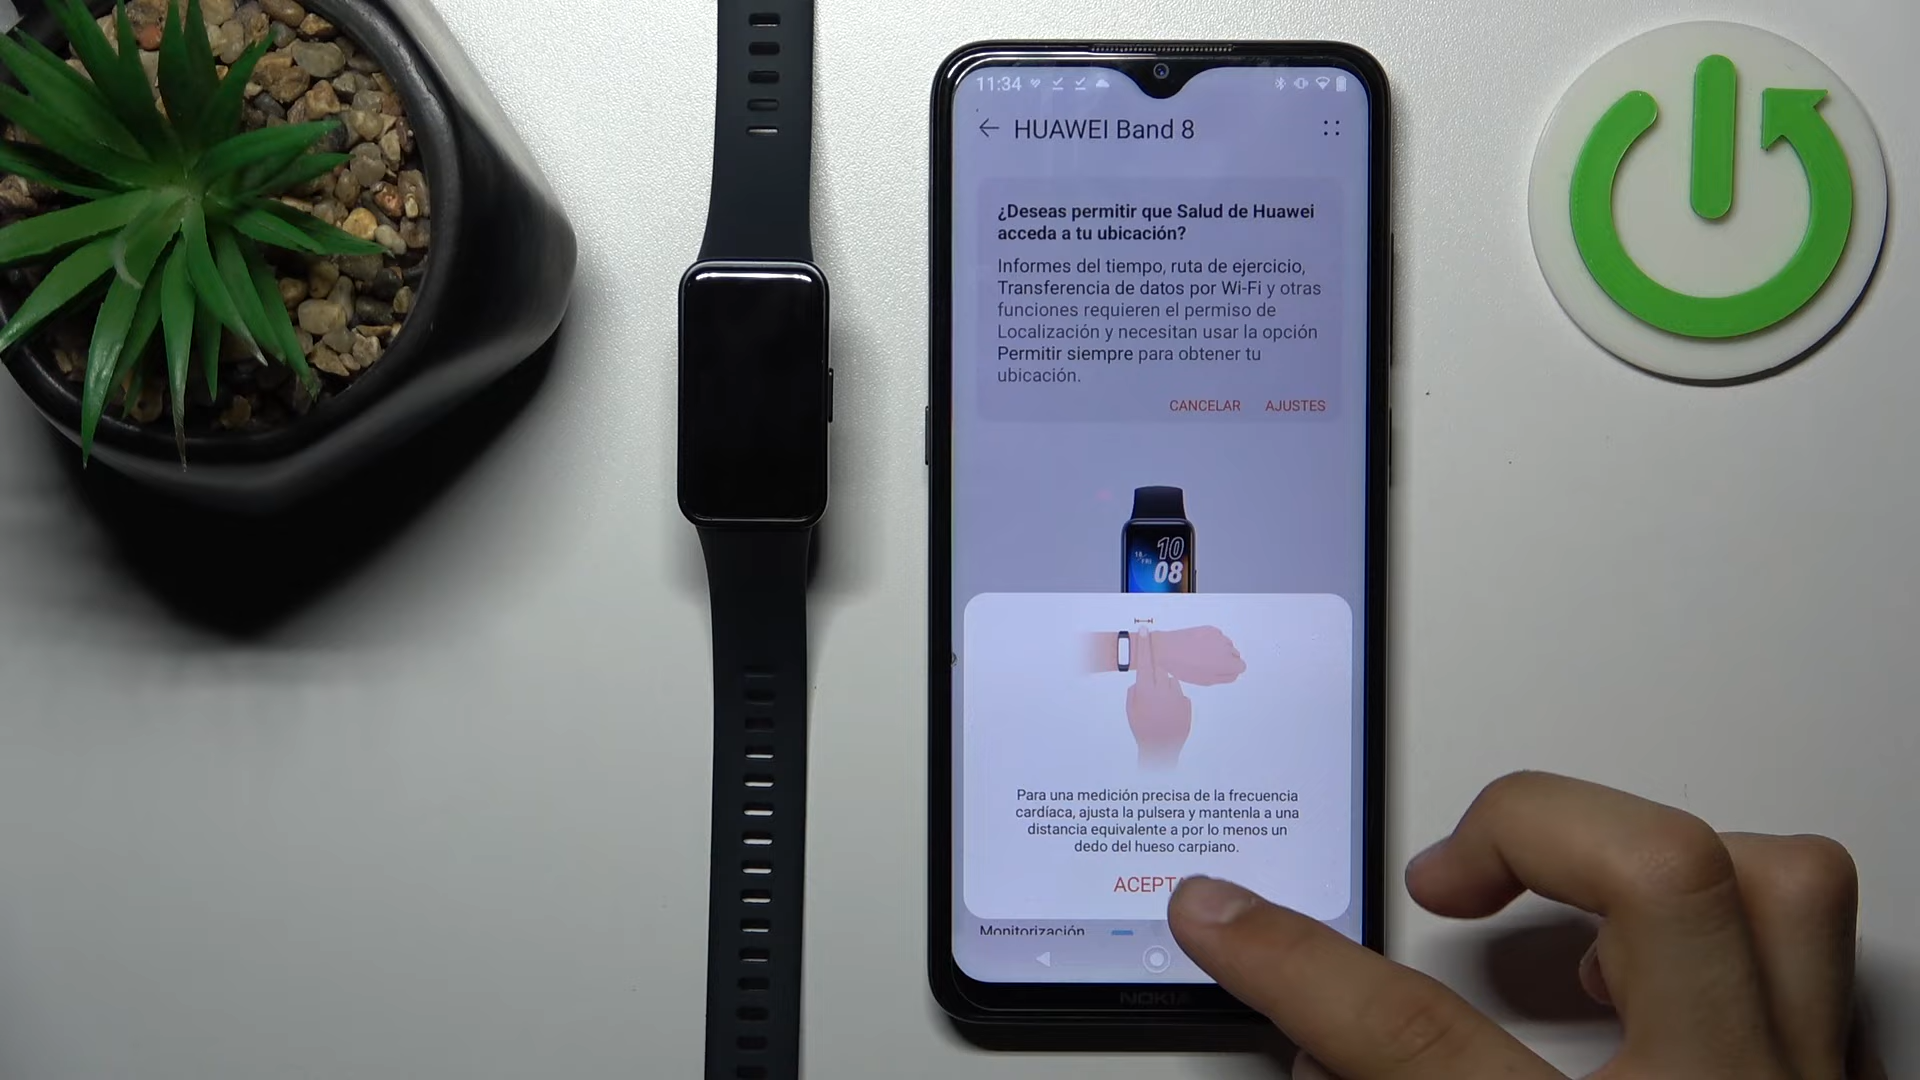 11:34
HUAWEI Band 8
¿Deseas permitir que Salud de Huawei
acceda a tu ubicación?
Informes del tiempo, ruta de ejercicio,
Transferencia de datos por Wi-Fi y otras
funciones requieren el permiso de
Localización y necesitan usar la opción
Permitir siempre para obtener tu
ubicación.
CANCELAR AJUSTES
10
08
FRI
Para una medición precisa de la frecuencia
cardíaca, ajusta la pulsera y mantenla a una
distancia equivalente a por lo menos un
dedo del hueso carpiano.
ACEPT
Monitorización
NOKIA